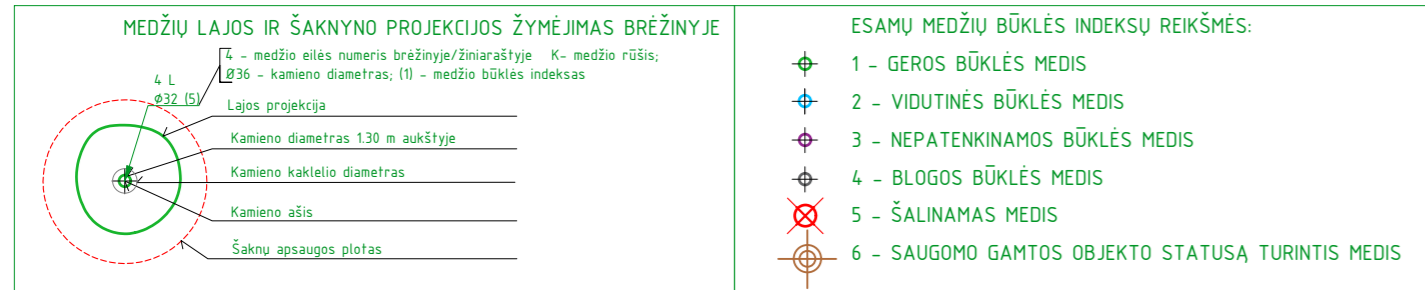 MEDŽIŲ LAJOS IR ŠAKNYNO PROJEKCIJOS ŽYMĖJIMAS BRĖŽINYJE
4 - medžio eilės numeris brėžinyje/žiniaraštyje K- medžio rūšis;
Ø36 - kamieno diametras; (1) - medžio būklės indeksas
4 L
Ø32 (5)
Lajos projekcija
Kamieno diametras 1.30 m aukštyje
Kamieno kaklelio diametras
Kamieno ašis
Šaknų apsaugos plotas
ESAMŲ MEDŽIŲ BŪKLĖS INDEKSŲ REIKŠMĖS:
1 - GEROS BŪKLĖS MEDIS
2 - VIDUTINĖS BŪKLĖS MEDIS
3 - NEPATENKINAMOS BŪKLĖS MEDIS
4 - BLOGOS BŪKLĖS MEDIS
5 - ŠALINAMAS MEDIS
6 - SAUGOMO GAMTOS OBJEKTO STATUSĄ TURINTIS MEDIS